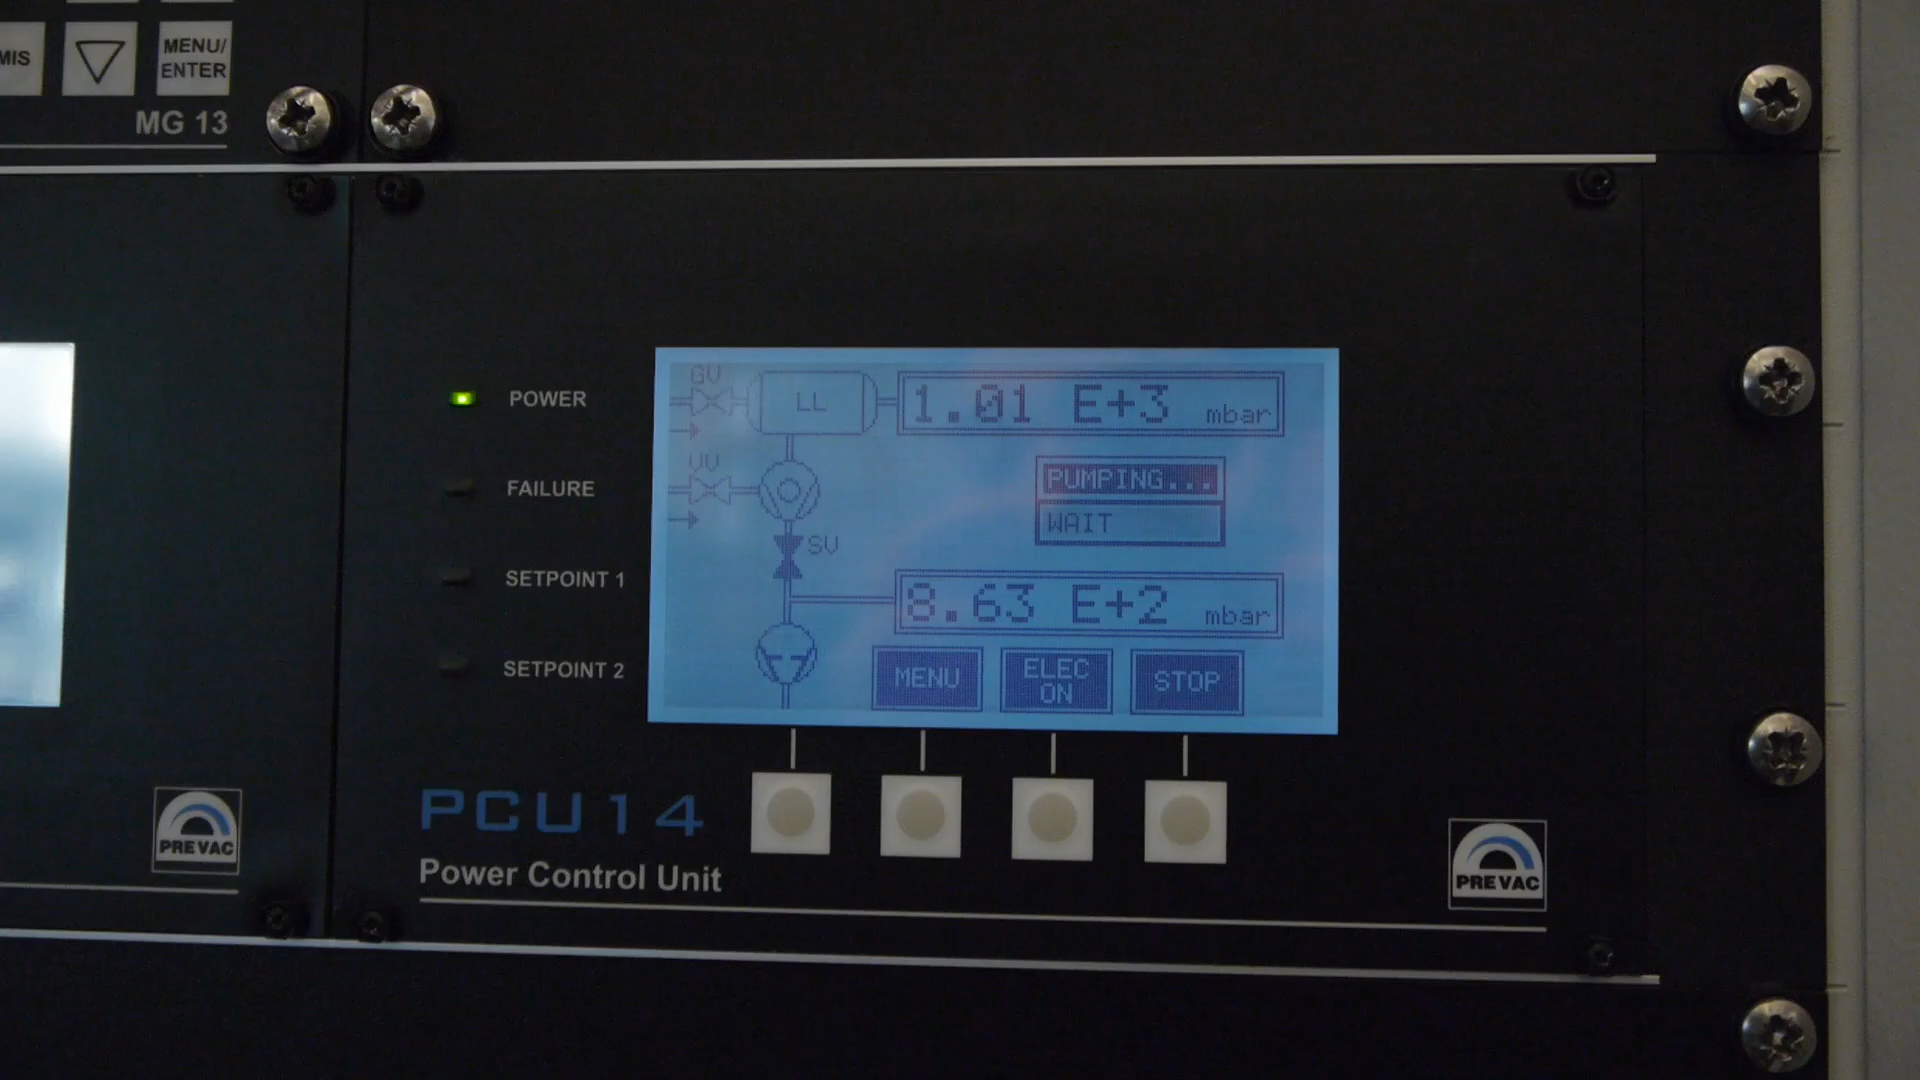 MIS
MENU/
ENTER
MG 13
POWER
FAILURE
SETPOINT 1
SETPOINT 2
GV
LL
1.01 E+3 mbar
VV
PUMPING...
WAIT
SV
8.63 E+2 mbar
MENU
ELEC
ON
STOP
PCU14
Power Control Unit
PREVAC
PREVAC